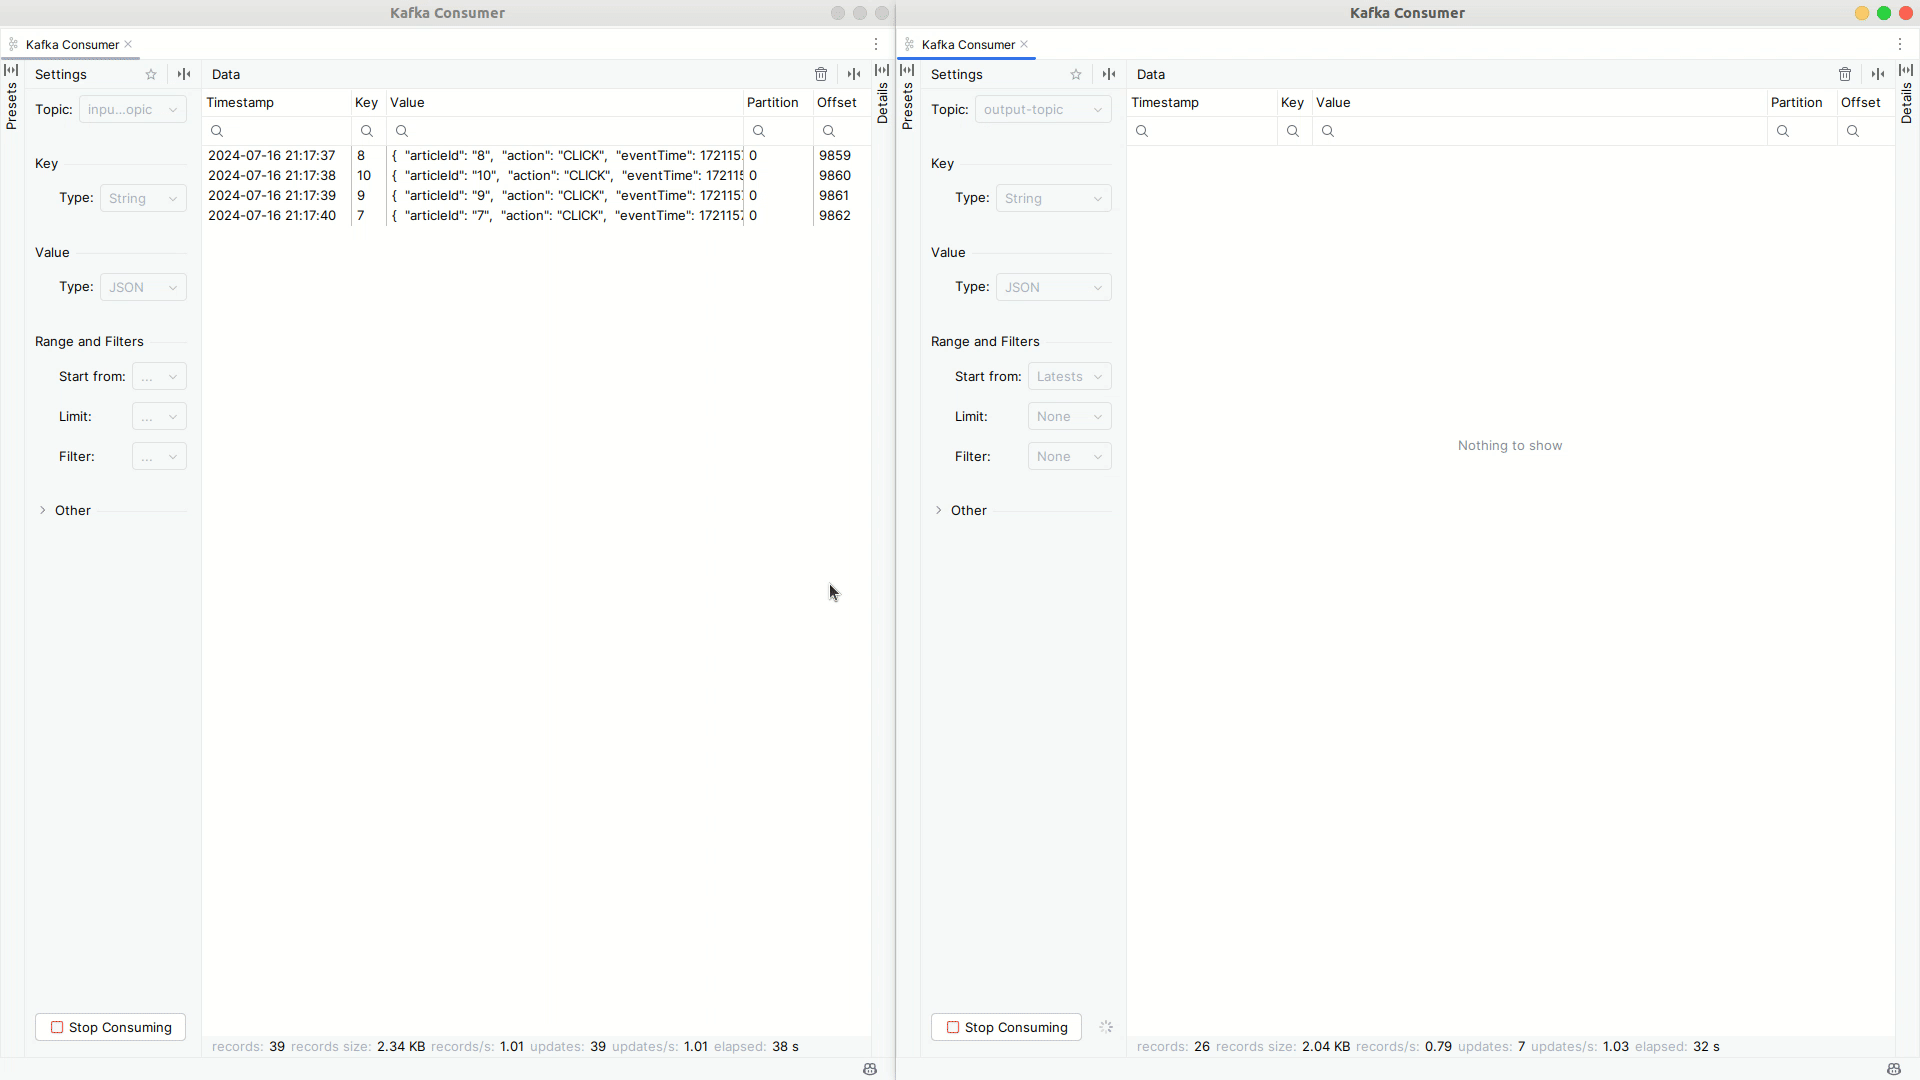 Kafka Consumer
Kafka Consumer
Presets
Settings
Topic: inpu...opic
Key
Type: String
Value
Type: JSON
Range and Filters
Start from: ...
Limit: ...
Filter: ...
Other
Stop Consuming
Data
Timestamp Key Value Partition Offset
2024-07-16 21:17:37 8 { "articleId": "8", "action": "CLICK", "eventTime": 172115 0 9859
2024-07-16 21:17:38 10 { "articleId": "10", "action": "CLICK", "eventTime": 17211 0 9860
2024-07-16 21:17:39 9 { "articleId": "9", "action": "CLICK", "eventTime": 172115 0 9861
2024-07-16 21:17:40 7 { "articleId": "7", "action": "CLICK", "eventTime": 172115 0 9862
records: 39 records size: 2.34 KB records/s: 1.01 updates: 39 updates/s: 1.01 elapsed: 38 s
Details
Kafka Consumer
Kafka Consumer
Presets
Settings
Topic: output-topic
Key
Type: String
Value
Type: JSON
Range and Filters
Start from: Latests
Limit: None
Filter: None
Other
Stop Consuming
Data
Timestamp Key Value Partition Offset
Nothing to show
records: 26 records size: 2.04 KB records/s: 0.79 updates: 7 updates/s: 1.03 elapsed: 32 s
Details